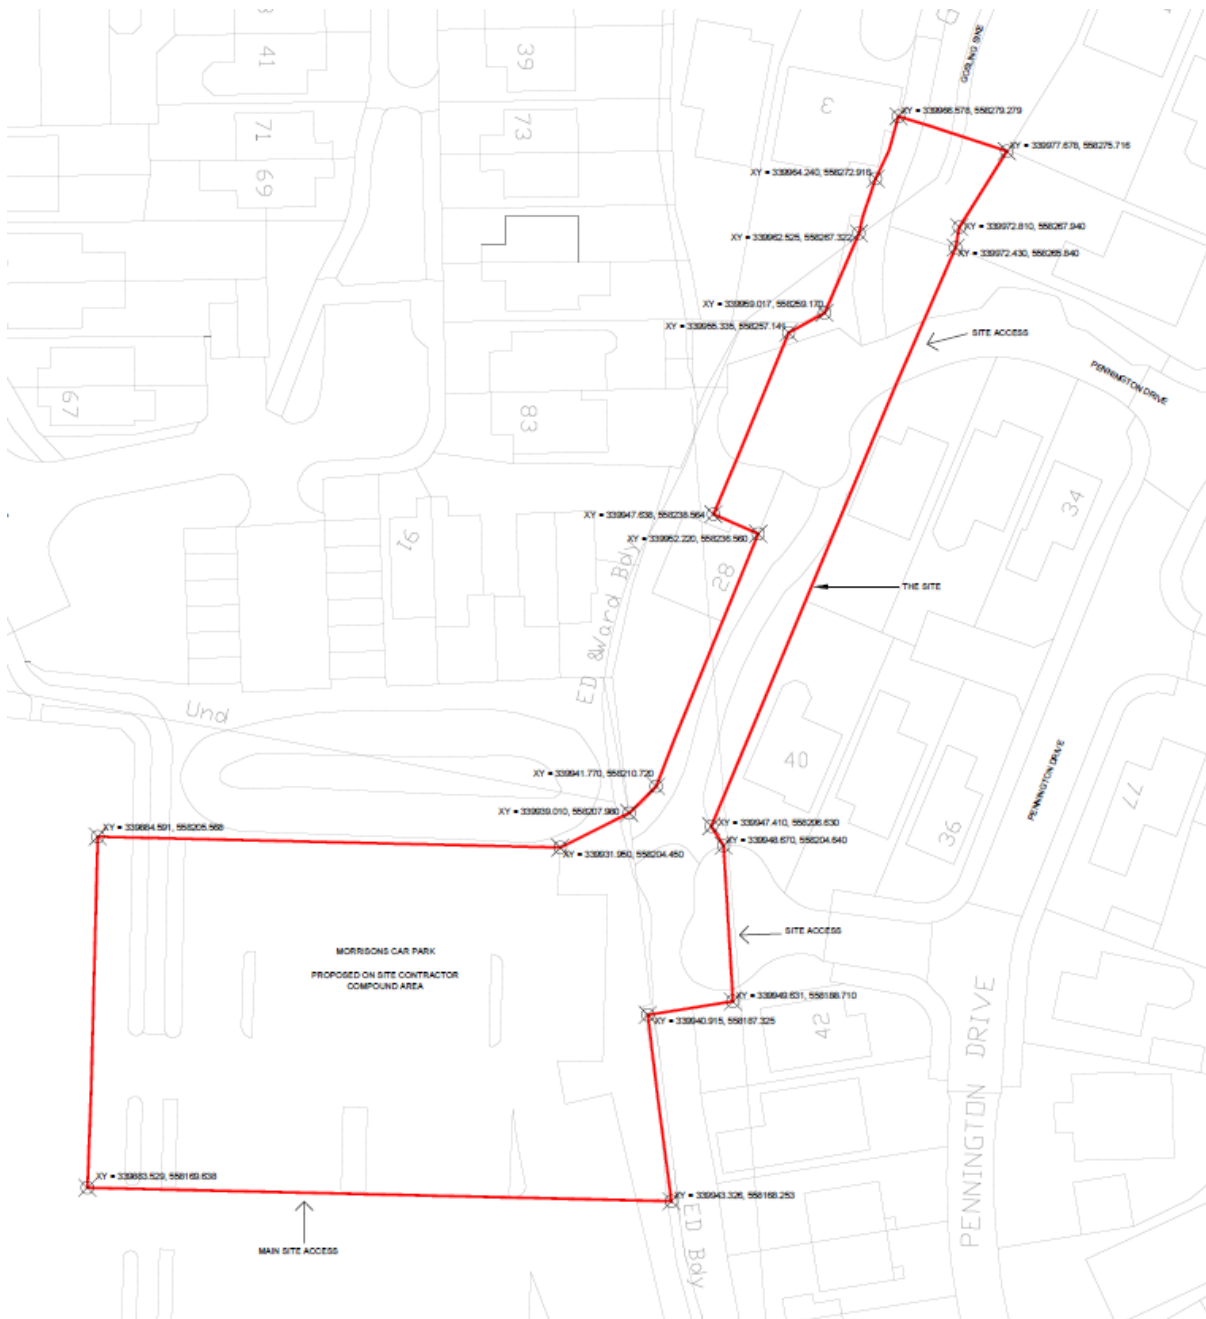 41
39
3
GOSLING SIKE
XY = 339966.578, 558279.279
71
73
XY = 339977.678, 558275.716
69
XY = 339964.240, 558272.916
XY = 339972.810, 558267.940
XY = 339962.525, 558267.322
XY = 339972.430, 558265.840
XY = 339959.017, 558259.170
XY = 339955.335, 558257.141
SITE ACCESS
PENNINGTON DRIVE
67
83
34
XY = 339947.638, 558238.564
XY = 339952.220, 558236.560
91
28
THE SITE
ED &Ward Bdy
Und
40
PENNINGTON DRIVE
77
XY = 339941.770, 558210.720
XY = 339939.010, 558207.980
XY = 339884.591, 558205.568
XY = 339947.410, 558206.630
36
XY = 339948.670, 558204.640
XY = 339931.950, 558204.450
SITE ACCESS
MORRISONS CAR PARK
PROPOSED ON SITE CONTRACTOR
COMPOUND AREA
XY = 339949.631, 558188.710
XY = 339940.915, 558187.325
42
PENNINGTON DRIVE
XY = 339883.529, 558169.638
XY = 339943.326, 558168.253
ED Bdy
MAIN SITE ACCESS